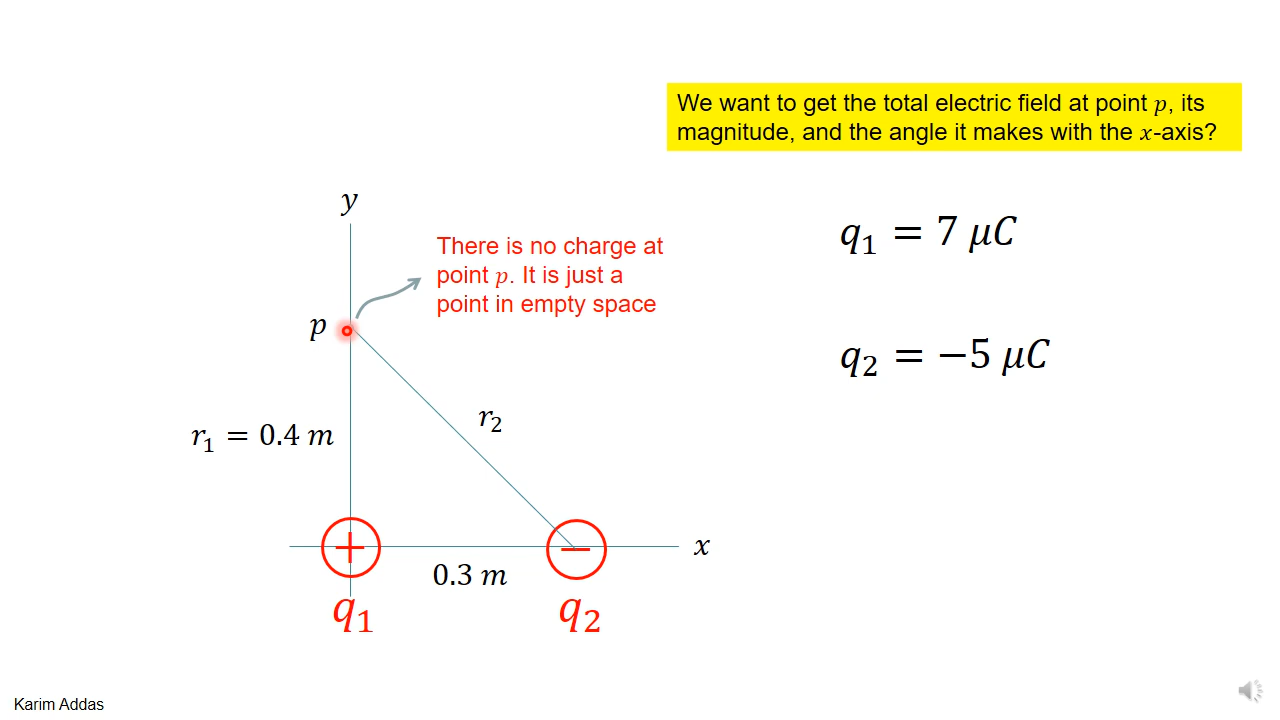 We want to get the total electric field at point p, its
magnitude, and the angle it makes with the x-axis?
y
There is no charge at
point p. It is just a
point in empty space
q₁ = 7 μC
p
q₂ = −5 μC
r₂
r₁ = 0.4 m
+
−
x
0.3 m
q₁
q₂
Karim Addas